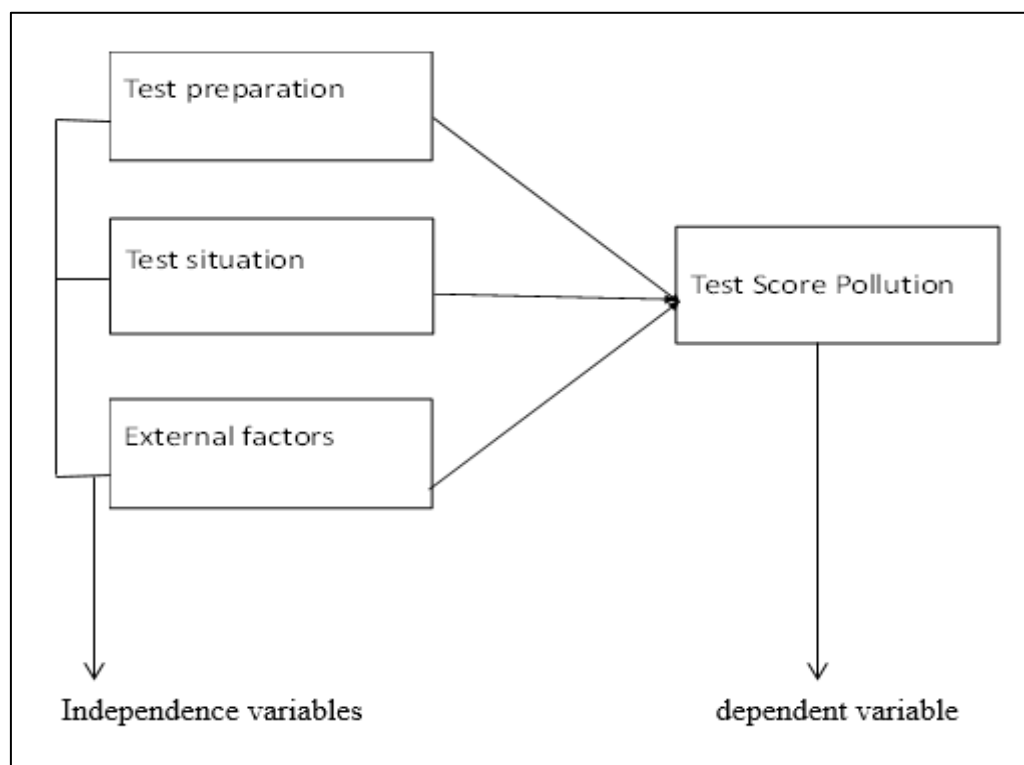 Test preparation
Test situation
Test Score Pollution
External factors
Independence variables
dependent variable